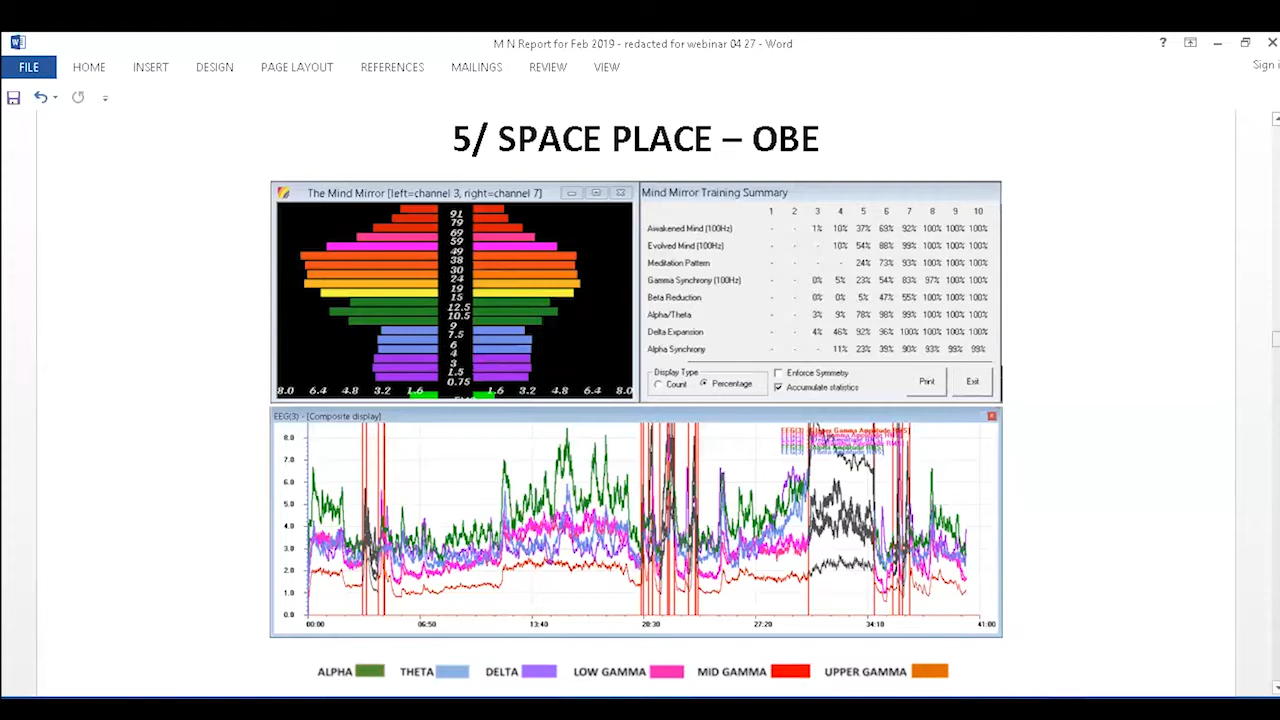 M N Report for Feb 2019 - redacted for webinar 04 27 - Word
?
Sign i
FILE HOME INSERT DESIGN PAGE LAYOUT REFERENCES MAILINGS REVIEW VIEW
5/ SPACE PLACE – OBE
The Mind Mirror [left=channel 3, right=channel 7]
91
79
69
59
49
38
30
24
19
15
12.5
10.5
9
7.5
6
4
3
1.5
0.75
8.0 6.4 4.8 3.2 1.6 1.6 3.2 4.8 6.4 8.0
Mind Mirror Training Summary
1 2 3 4 5 6 7 8 9 10
Awakened Mind (100Hz) - - 1% 10% 37% 69% 92% 100% 100% 100%
Evolved Mind (100Hz) - - - 10% 54% 88% 99% 100% 100% 100%
Meditation Pattern - - - - 24% 73% 93% 100% 100% 100%
Gamma Synchrony (100Hz) - - 0% 5% 23% 54% 83% 97% 100% 100%
Beta Reduction - - 0% 0% 5% 47% 55% 100% 100% 100%
Alpha/Theta - - 3% 9% 78% 98% 99% 100% 100% 100%
Delta Expansion - - 4% 46% 92% 96% 100% 100% 100% 100%
Alpha Synchrony - - - 11% 23% 39% 90% 93% 99% 99%
Display Type
Count Percentage
Enforce Symmetry
Accumulate statistics
Print Exit
EEG(3) - [Composite display]
8.0
7.0
6.0
5.0
4.0
3.0
2.0
1.0
0.0
00:00 06:50 13:40 20:30 27:20 34:10 41:00
ALPHA THETA DELTA LOW GAMMA MID GAMMA UPPER GAMMA